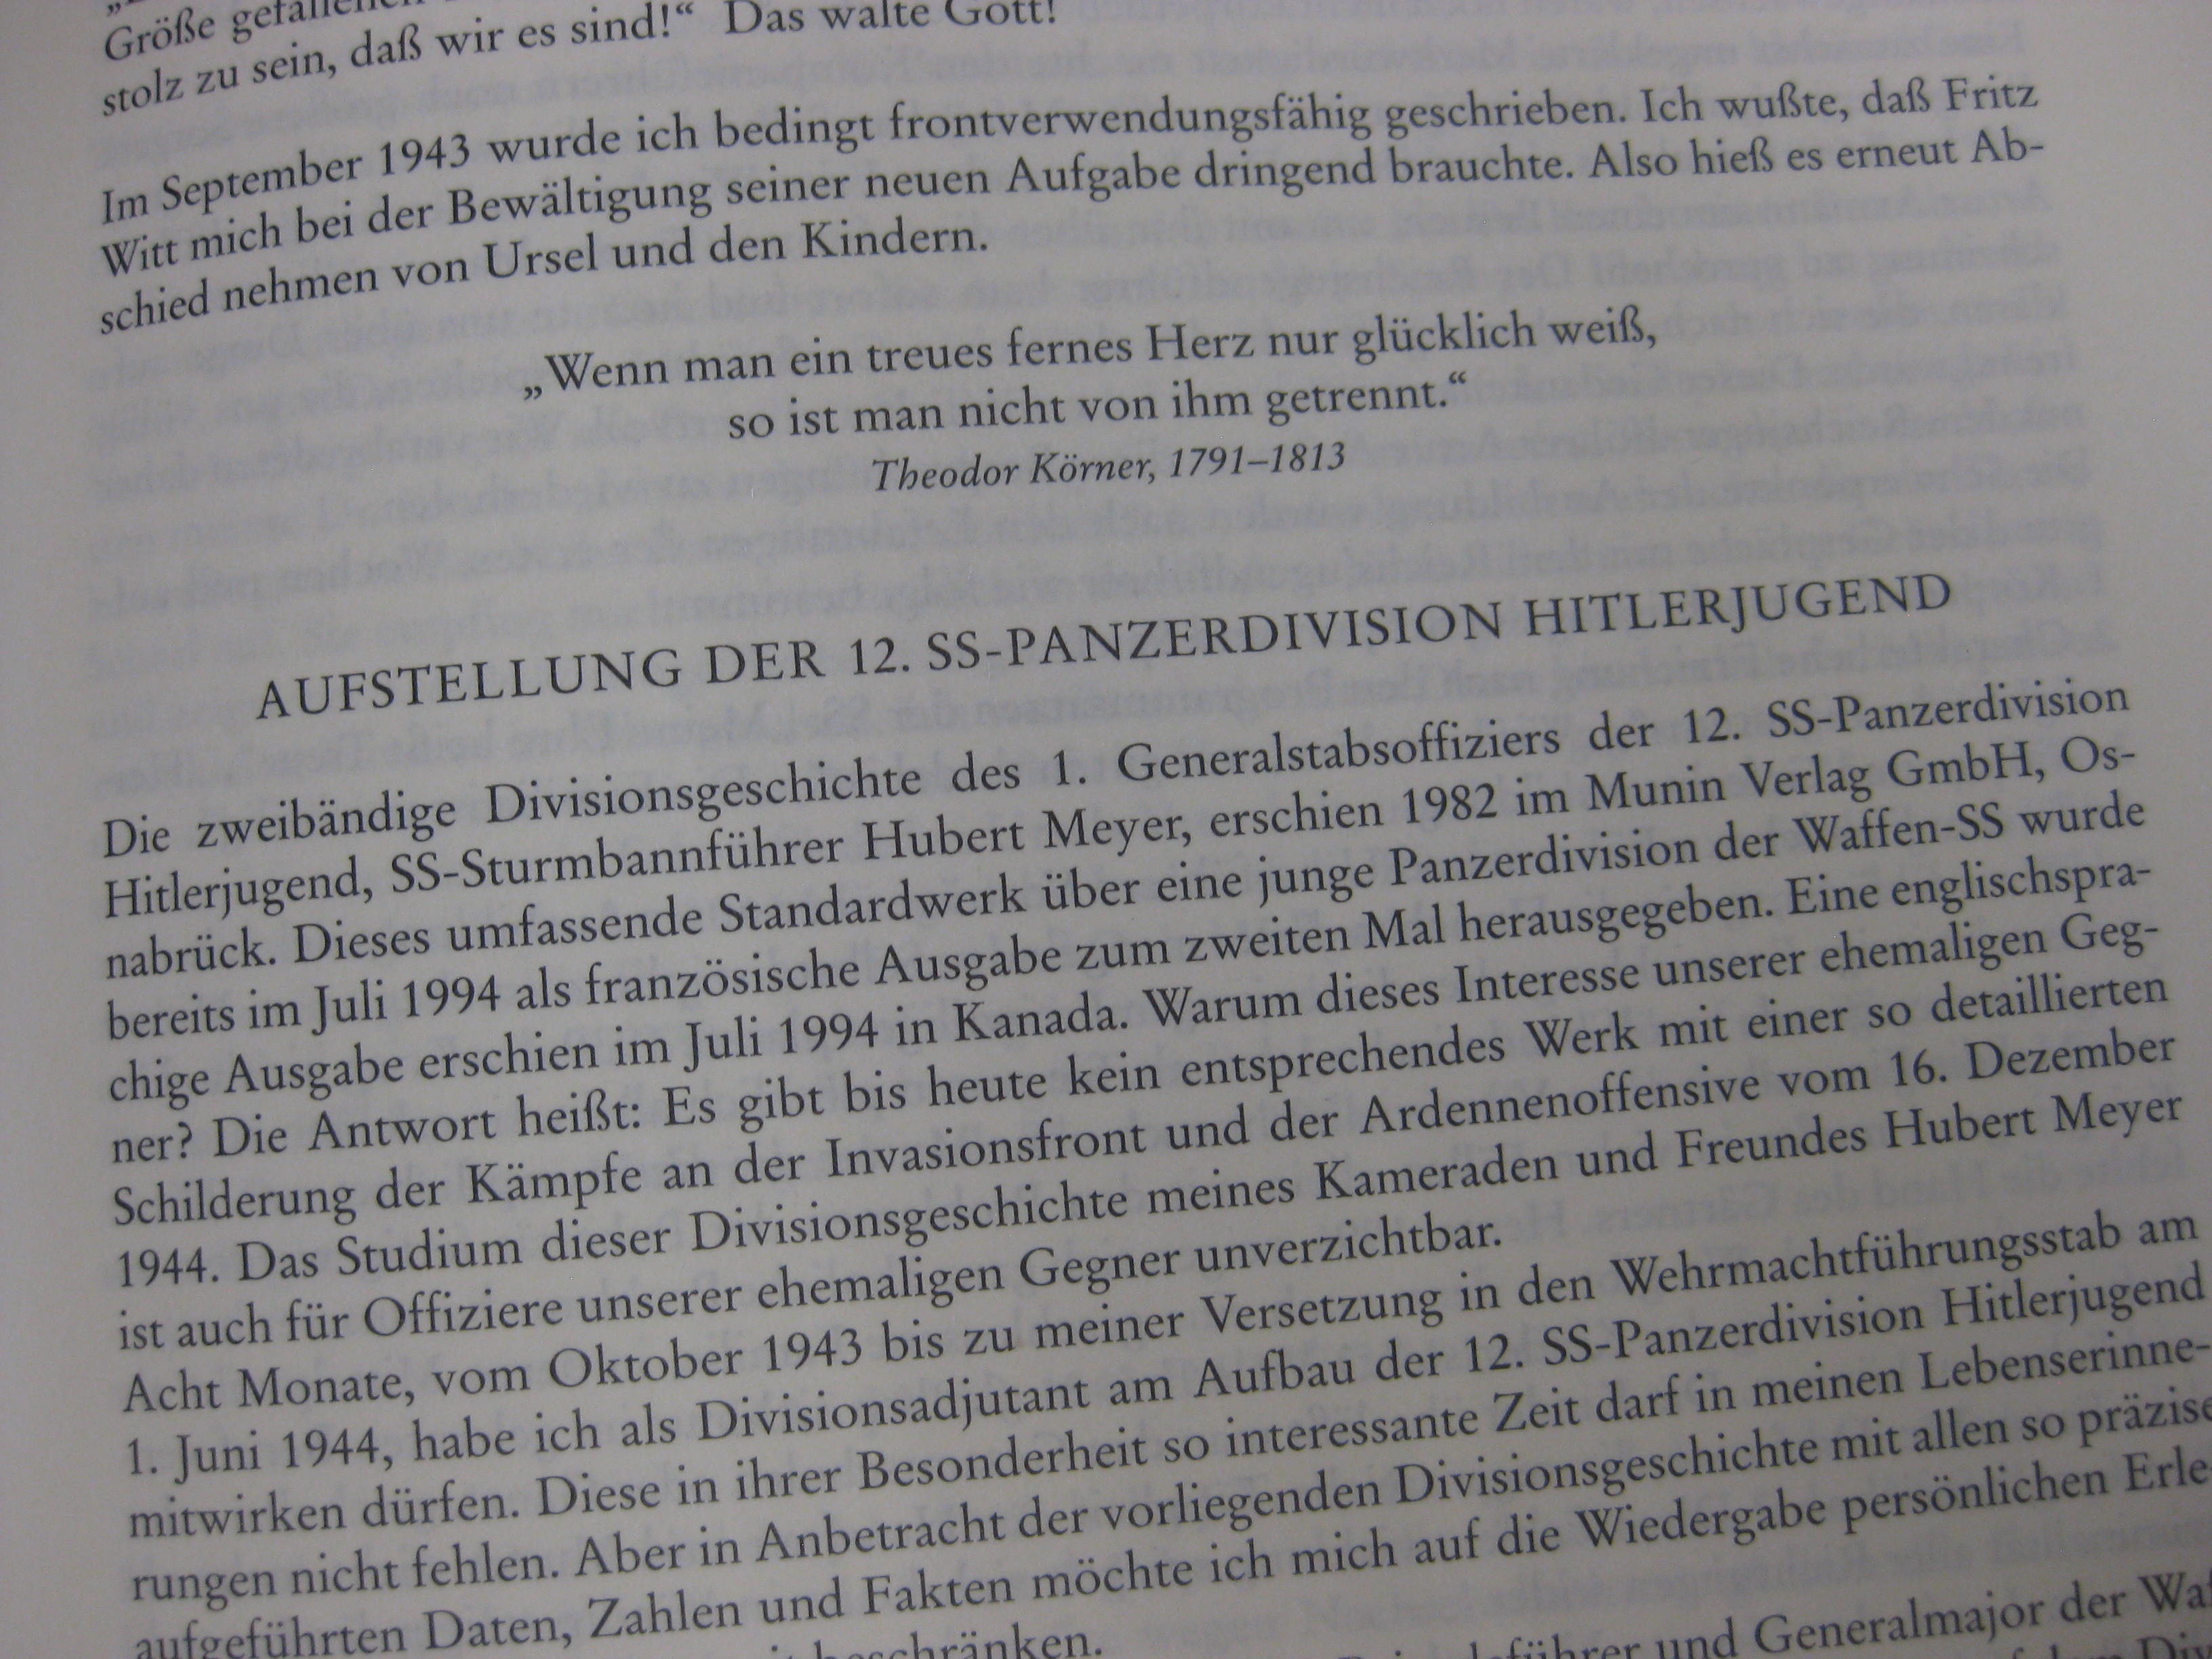 Größe
stolz zu sein, daß wir es sind!“ Das walte Gott!
Im September 1943 wurde ich bedingt frontverwendungsfähig geschrieben. Ich wußte, daß Fritz
Witt mich bei der Bewältigung seiner neuen Aufgabe dringend brauchte. Also hieß es erneut Ab-
schied nehmen von Ursel und den Kindern.
„Wenn man ein treues fernes Herz nur glücklich weiß,
so ist man nicht von ihm getrennt.“
Theodor Körner, 1791–1813
AUFSTELLUNG DER 12. SS-PANZERDIVISION HITLERJUGEND
Die zweibändige Divisionsgeschichte des 1. Generalstabsoffiziers der 12. SS-Panzerdivision
Hitlerjugend, SS-Sturmbannführer Hubert Meyer, erschien 1982 im Munin Verlag GmbH, Os-
nabrück. Dieses umfassende Standardwerk über eine junge Panzerdivision der Waffen-SS wurde
bereits im Juli 1994 als französische Ausgabe zum zweiten Mal herausgegeben. Eine englischspra-
chige Ausgabe erschien im Juli 1994 in Kanada. Warum dieses Interesse unserer ehemaligen Geg-
ner? Die Antwort heißt: Es gibt bis heute kein entsprechendes Werk mit einer so detaillierten
Schilderung der Kämpfe an der Invasionsfront und der Ardennenoffensive vom 16. Dezember
1944. Das Studium dieser Divisionsgeschichte meines Kameraden und Freundes Hubert Meyer
ist auch für Offiziere unserer ehemaligen Gegner unverzichtbar.
Acht Monate, vom Oktober 1943 bis zu meiner Versetzung in den Wehrmachtführungsstab am
1. Juni 1944, habe ich als Divisionsadjutant am Aufbau der 12. SS-Panzerdivision Hitlerjugend
mitwirken dürfen. Diese in ihrer Besonderheit so interessante Zeit darf in meinen Lebenserinne-
rungen nicht fehlen. Aber in Anbetracht der vorliegenden Divisionsgeschichte mit allen so präzise
aufgeführten Daten, Zahlen und Fakten möchte ich mich auf die Wiedergabe persönlichen Erle-
beschränken.
und Generalmajor der